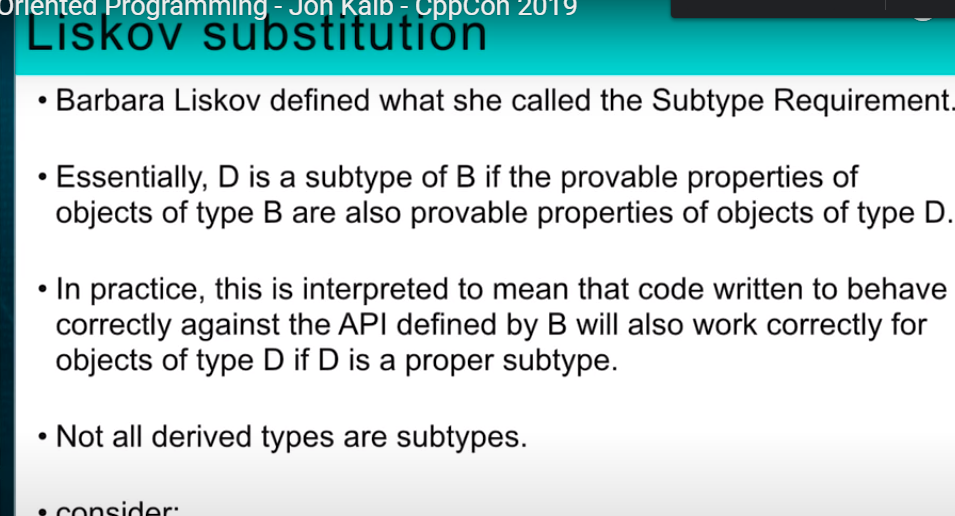 Oriented Programming - Jon Kalb - CppCon 2019
Liskov substitution
• Barbara Liskov defined what she called the Subtype Requirement.
• Essentially, D is a subtype of B if the provable properties of
objects of type B are also provable properties of objects of type D.
• In practice, this is interpreted to mean that code written to behave
correctly against the API defined by B will also work correctly for
objects of type D if D is a proper subtype.
• Not all derived types are subtypes.
• consider: